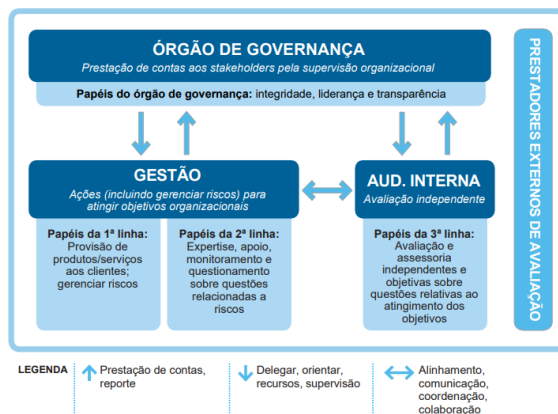 ÓRGÃO DE GOVERNANÇA
Prestação de contas aos stakeholders pela supervisão organizacional
Papéis do órgão de governança: integridade, liderança e transparência
GESTÃO
Ações (incluindo gerenciar riscos) para
atingir objetivos organizacionais
Papéis da 1ª linha:
Provisão de
produtos/serviços
aos clientes;
gerenciar riscos
Papéis da 2ª linha:
Expertise, apoio,
monitoramento e
questionamento
sobre questões
relacionadas a
riscos
AUD. INTERNA
Avaliação independente
Papéis da 3ª linha:
Avaliação e
assessoria
independentes e
objetivas sobre
questões relativas ao
atingimento dos
objetivos
PRESTADORES EXTERNOS DE AVALIAÇÃO
LEGENDA
Prestação de contas,
reporte
Delegar, orientar,
recursos, supervisão
Alinhamento,
comunicação,
coordenação,
colaboração